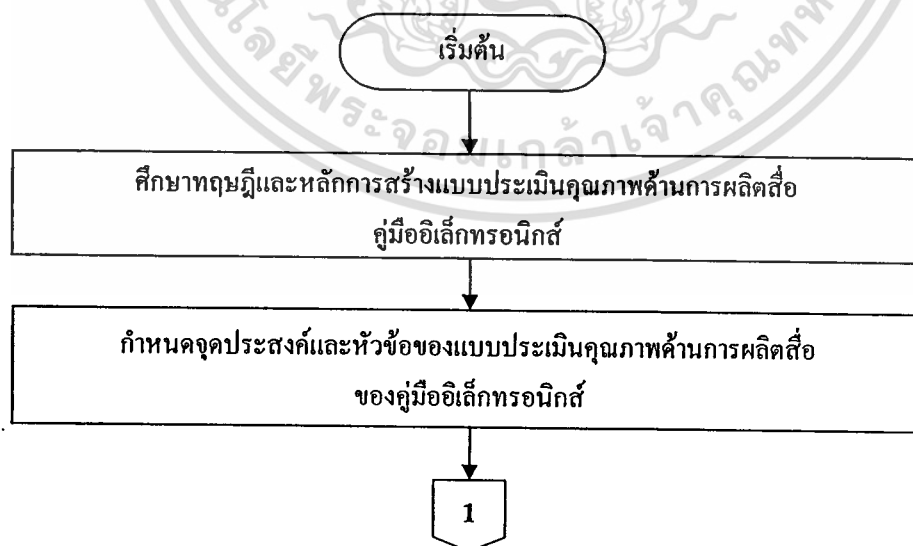 เริ่มต้น
ศึกษาทฤษฎีและหลักการสร้างแบบประเมินคุณภาพด้านการผลิตสื่อ
คู่มืออิเล็กทรอนิกส์
กำหนดจุดประสงค์และหัวข้อของแบบประเมินคุณภาพด้านการผลิตสื่อ
ของคู่มืออิเล็กทรอนิกส์
1